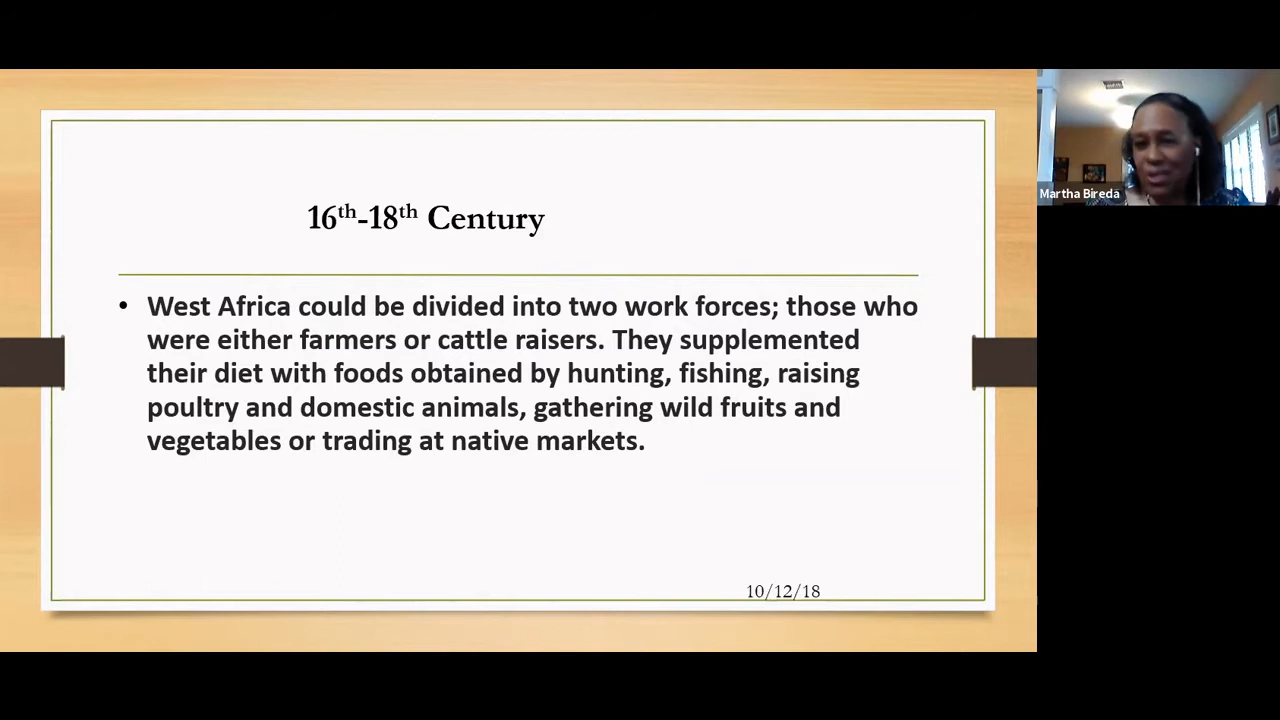 16th-18th Century
• West Africa could be divided into two work forces; those who
were either farmers or cattle raisers. They supplemented
their diet with foods obtained by hunting, fishing, raising
poultry and domestic animals, gathering wild fruits and
vegetables or trading at native markets.
10/12/18
Martha Bireda